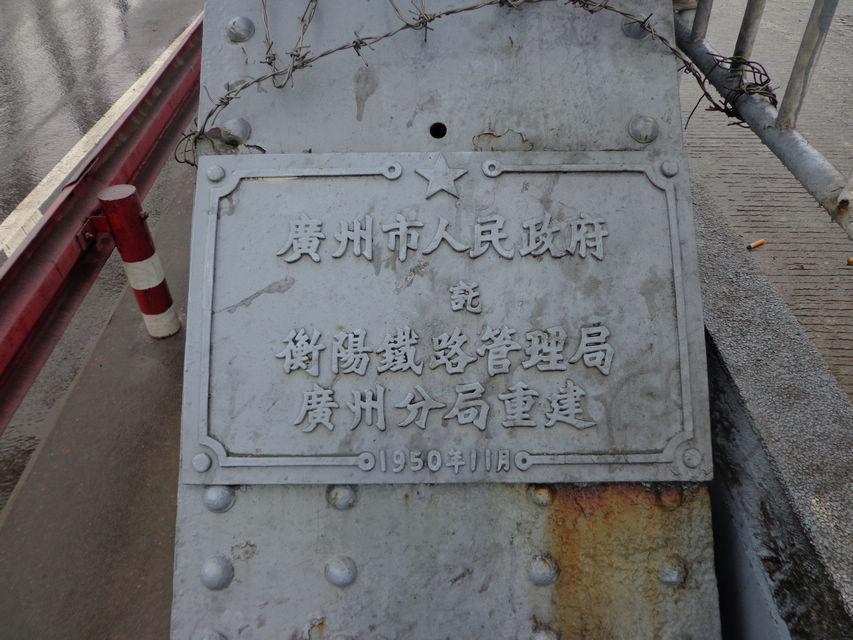 廣州市人民政府
託
衡陽鐵路管理局
廣州分局重建
1950年11月